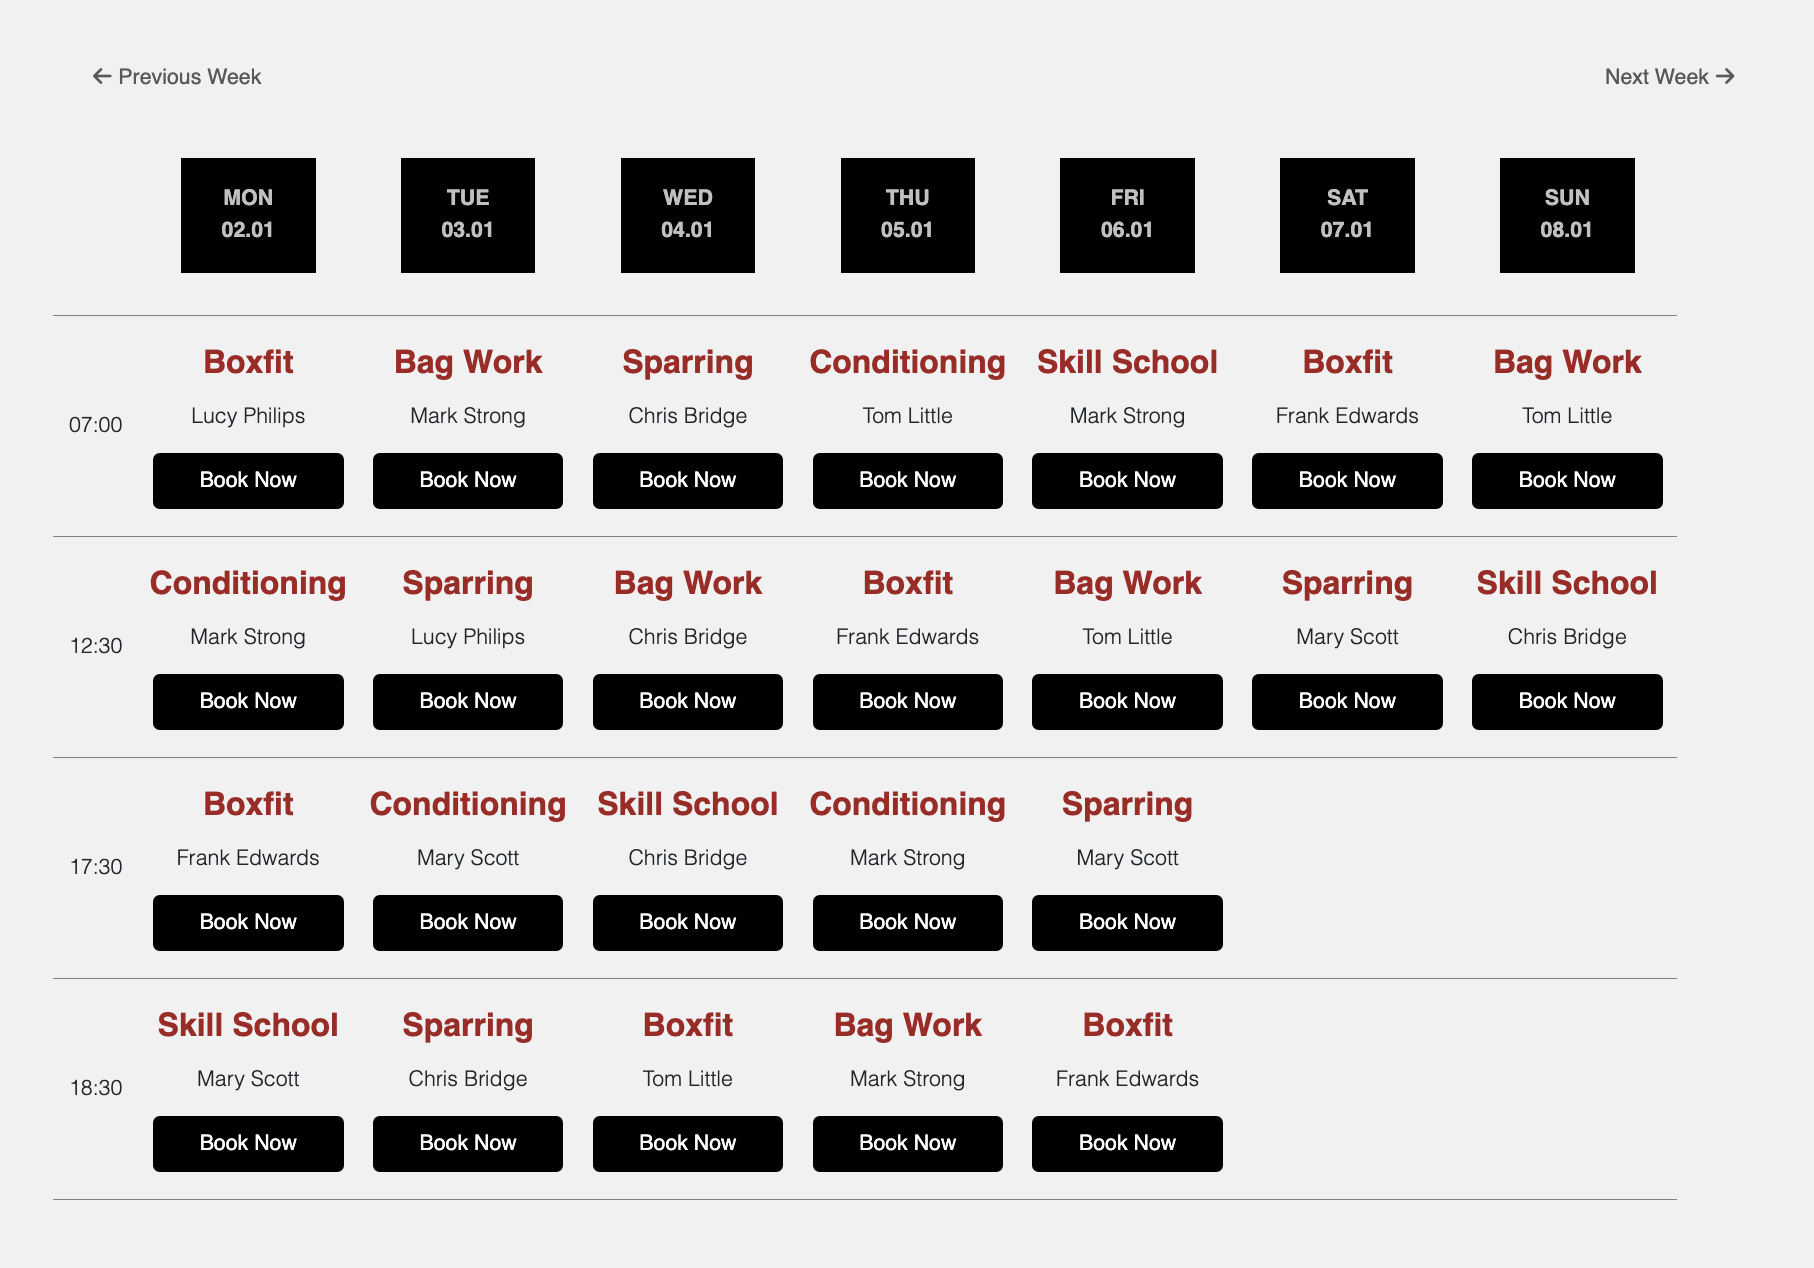 ← Previous Week
Next Week →
MON TUE WED THU FRI SAT SUN
02.01 03.01 04.01 05.01 06.01 07.01 08.01
Boxfit Bag Work Sparring Conditioning Skill School Boxfit Bag Work
Lucy Philips Mark Strong Chris Bridge Tom Little Mark Strong Frank Edwards Tom Little
07:00
Book Now Book Now Book Now Book Now Book Now Book Now Book Now
Conditioning Sparring Bag Work Boxfit Bag Work Sparring Skill School
Mark Strong Lucy Philips Chris Bridge Frank Edwards Tom Little Mary Scott Chris Bridge
12:30
Book Now Book Now Book Now Book Now Book Now Book Now Book Now
Boxfit Conditioning Skill School Conditioning Sparring
Frank Edwards Mary Scott Chris Bridge Mark Strong Mary Scott
17:30
Book Now Book Now Book Now Book Now Book Now
Skill School Sparring Boxfit Bag Work Boxfit
Mary Scott Chris Bridge Tom Little Mark Strong Frank Edwards
18:30
Book Now Book Now Book Now Book Now Book Now